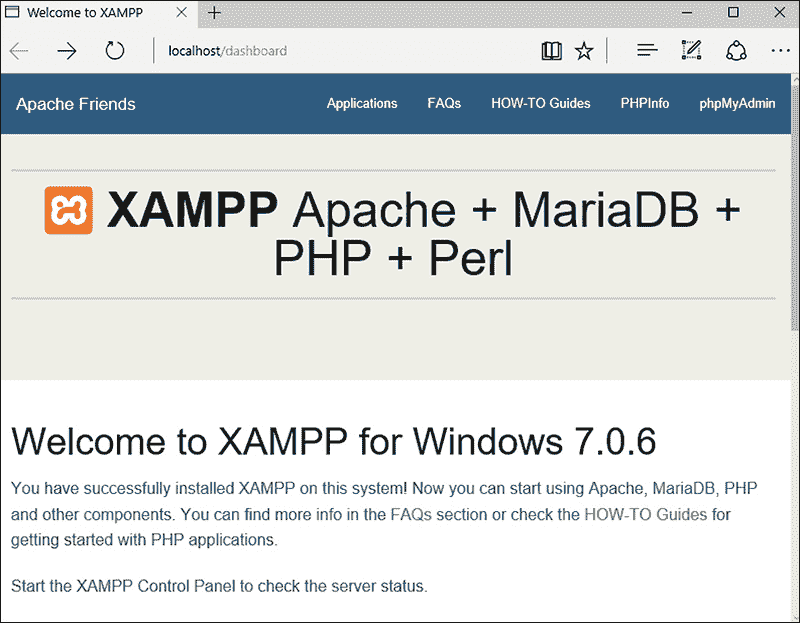 Welcome to XAMPP
localhost/dashboard
Apache Friends Applications FAQs HOW-TO Guides PHPInfo phpMyAdmin
XAMPP Apache + MariaDB +
PHP + Perl
Welcome to XAMPP for Windows 7.0.6
You have successfully installed XAMPP on this system! Now you can start using Apache, MariaDB, PHP
and other components. You can find more info in the FAQs section or check the HOW-TO Guides for
getting started with PHP applications.
Start the XAMPP Control Panel to check the server status.